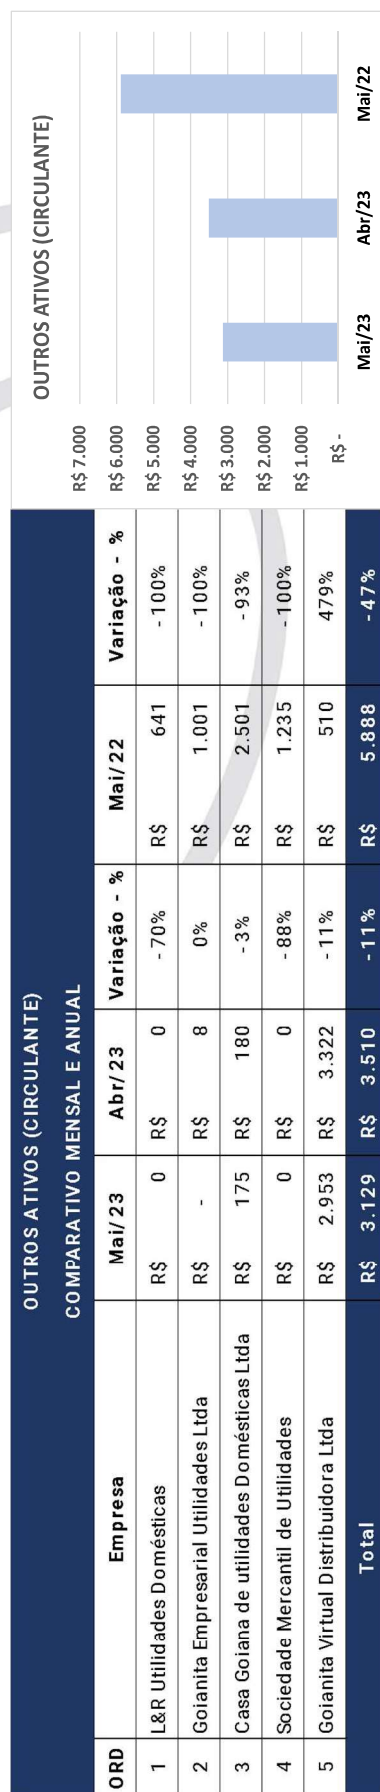 OUTROS ATIVOS (CIRCULANTE)
COMPARATIVO MENSAL E ANUAL
ORD Empresa Mai/23 Abr/23 Variação - % Mai/22 Variação - %
1 L&R Utilidades Domésticas R$ 0 R$ 0 -70% R$ 641 -100%
2 Goianita Empresarial Utilidades Ltda R$ - R$ 8 0% R$ 1.001 -100%
3 Casa Goiana de utilidades Domésticas Ltda R$ 175 R$ 180 -3% R$ 2.501 -93%
4 Sociedade Mercantil de Utilidades R$ 0 R$ 0 -88% R$ 1.235 -100%
5 Goianita Virtual Distribuidora Ltda R$ 2.953 R$ 3.322 -11% R$ 510 479%
Total R$ 3.129 R$ 3.510 -11% R$ 5.888 -47%
OUTROS ATIVOS (CIRCULANTE)
R$ 7.000
R$ 6.000
R$ 5.000
R$ 4.000
R$ 3.000
R$ 2.000
R$ 1.000
R$ -
Mai/23 Abr/23 Mai/22